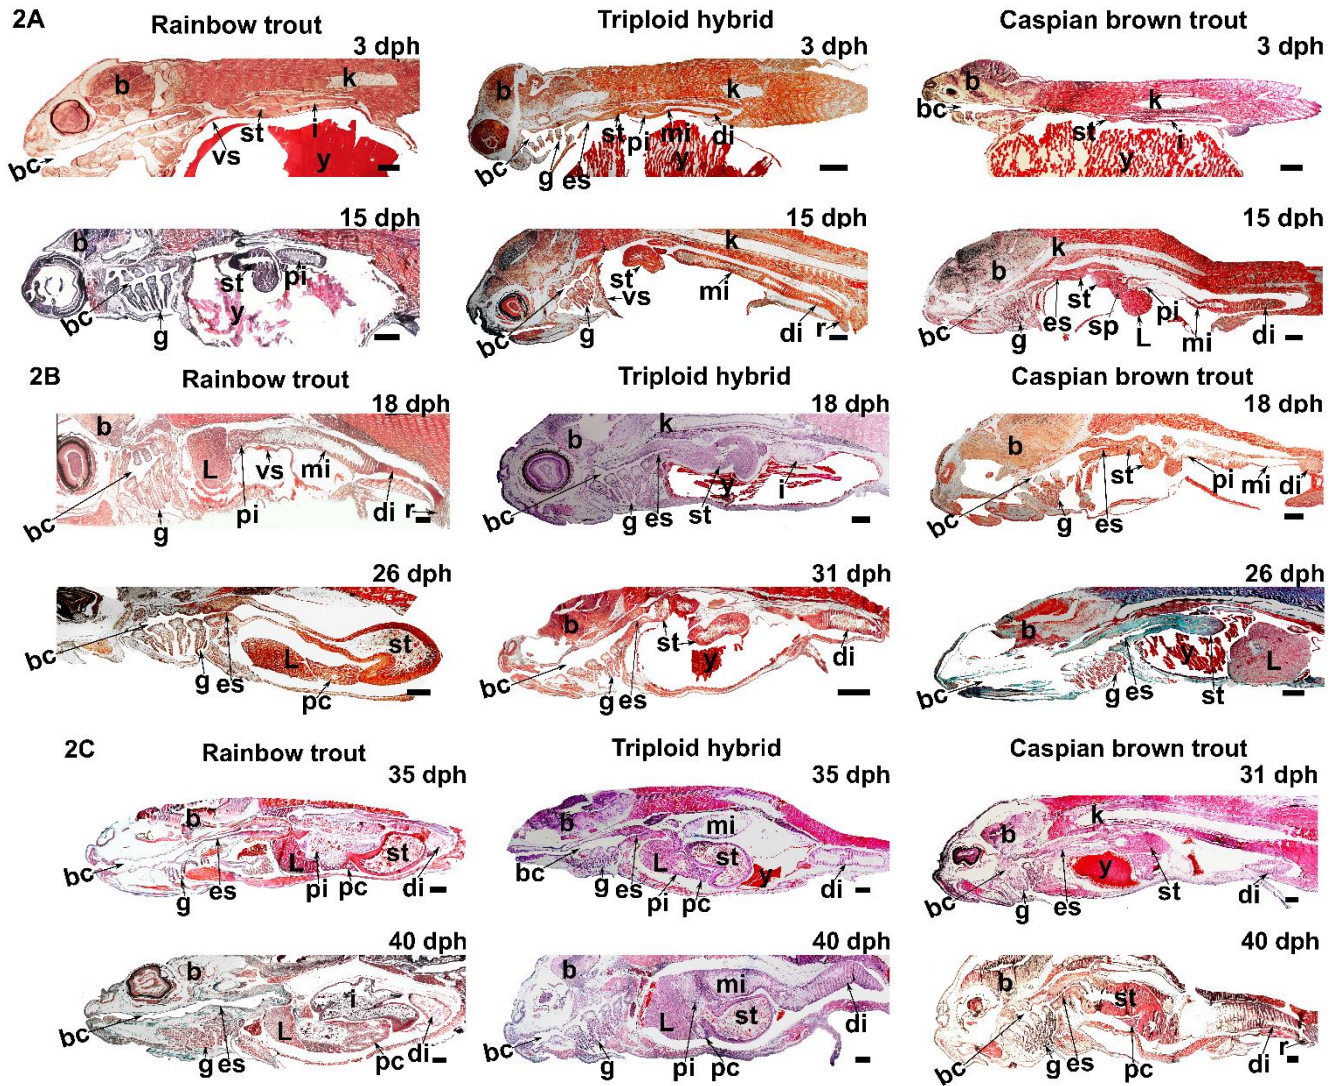 2A
Rainbow trout
Triploid hybrid
Caspian brown trout
3 dph
3 dph
3 dph
b
k
bc
vs
st
i
y
b
k
bc
g
es
st
pi
mi
di
y
b
bc
k
st
i
y
15 dph
15 dph
15 dph
b
bc
g
st
y
pi
k
st
vs
mi
bc
g
di
r
k
b
bc
g
es
st
sp
L
pi
mi
di
2B
Rainbow trout
Triploid hybrid
Caspian brown trout
18 dph
18 dph
18 dph
b
L
vs
mi
bc
g
pi
di
r
k
b
bc
g
es
st
y
i
b
st
bc
g
es
pi
mi
di
26 dph
31 dph
26 dph
bc
g
es
L
pc
st
b
st
y
di
bc
g
es
b
y
L
bc
g
es
st
2C
Rainbow trout
Triploid hybrid
Caspian brown trout
35 dph
35 dph
31 dph
b
bc
g
es
L
pi
pc
st
di
b
mi
L
st
y
bc
g
es
pi
pc
di
k
b
y
bc
g
es
st
di
40 dph
40 dph
40 dph
b
i
bc
g
es
L
pc
di
b
mi
L
st
bc
g
pi
pc
di
b
st
bc
g
es
pc
di
r